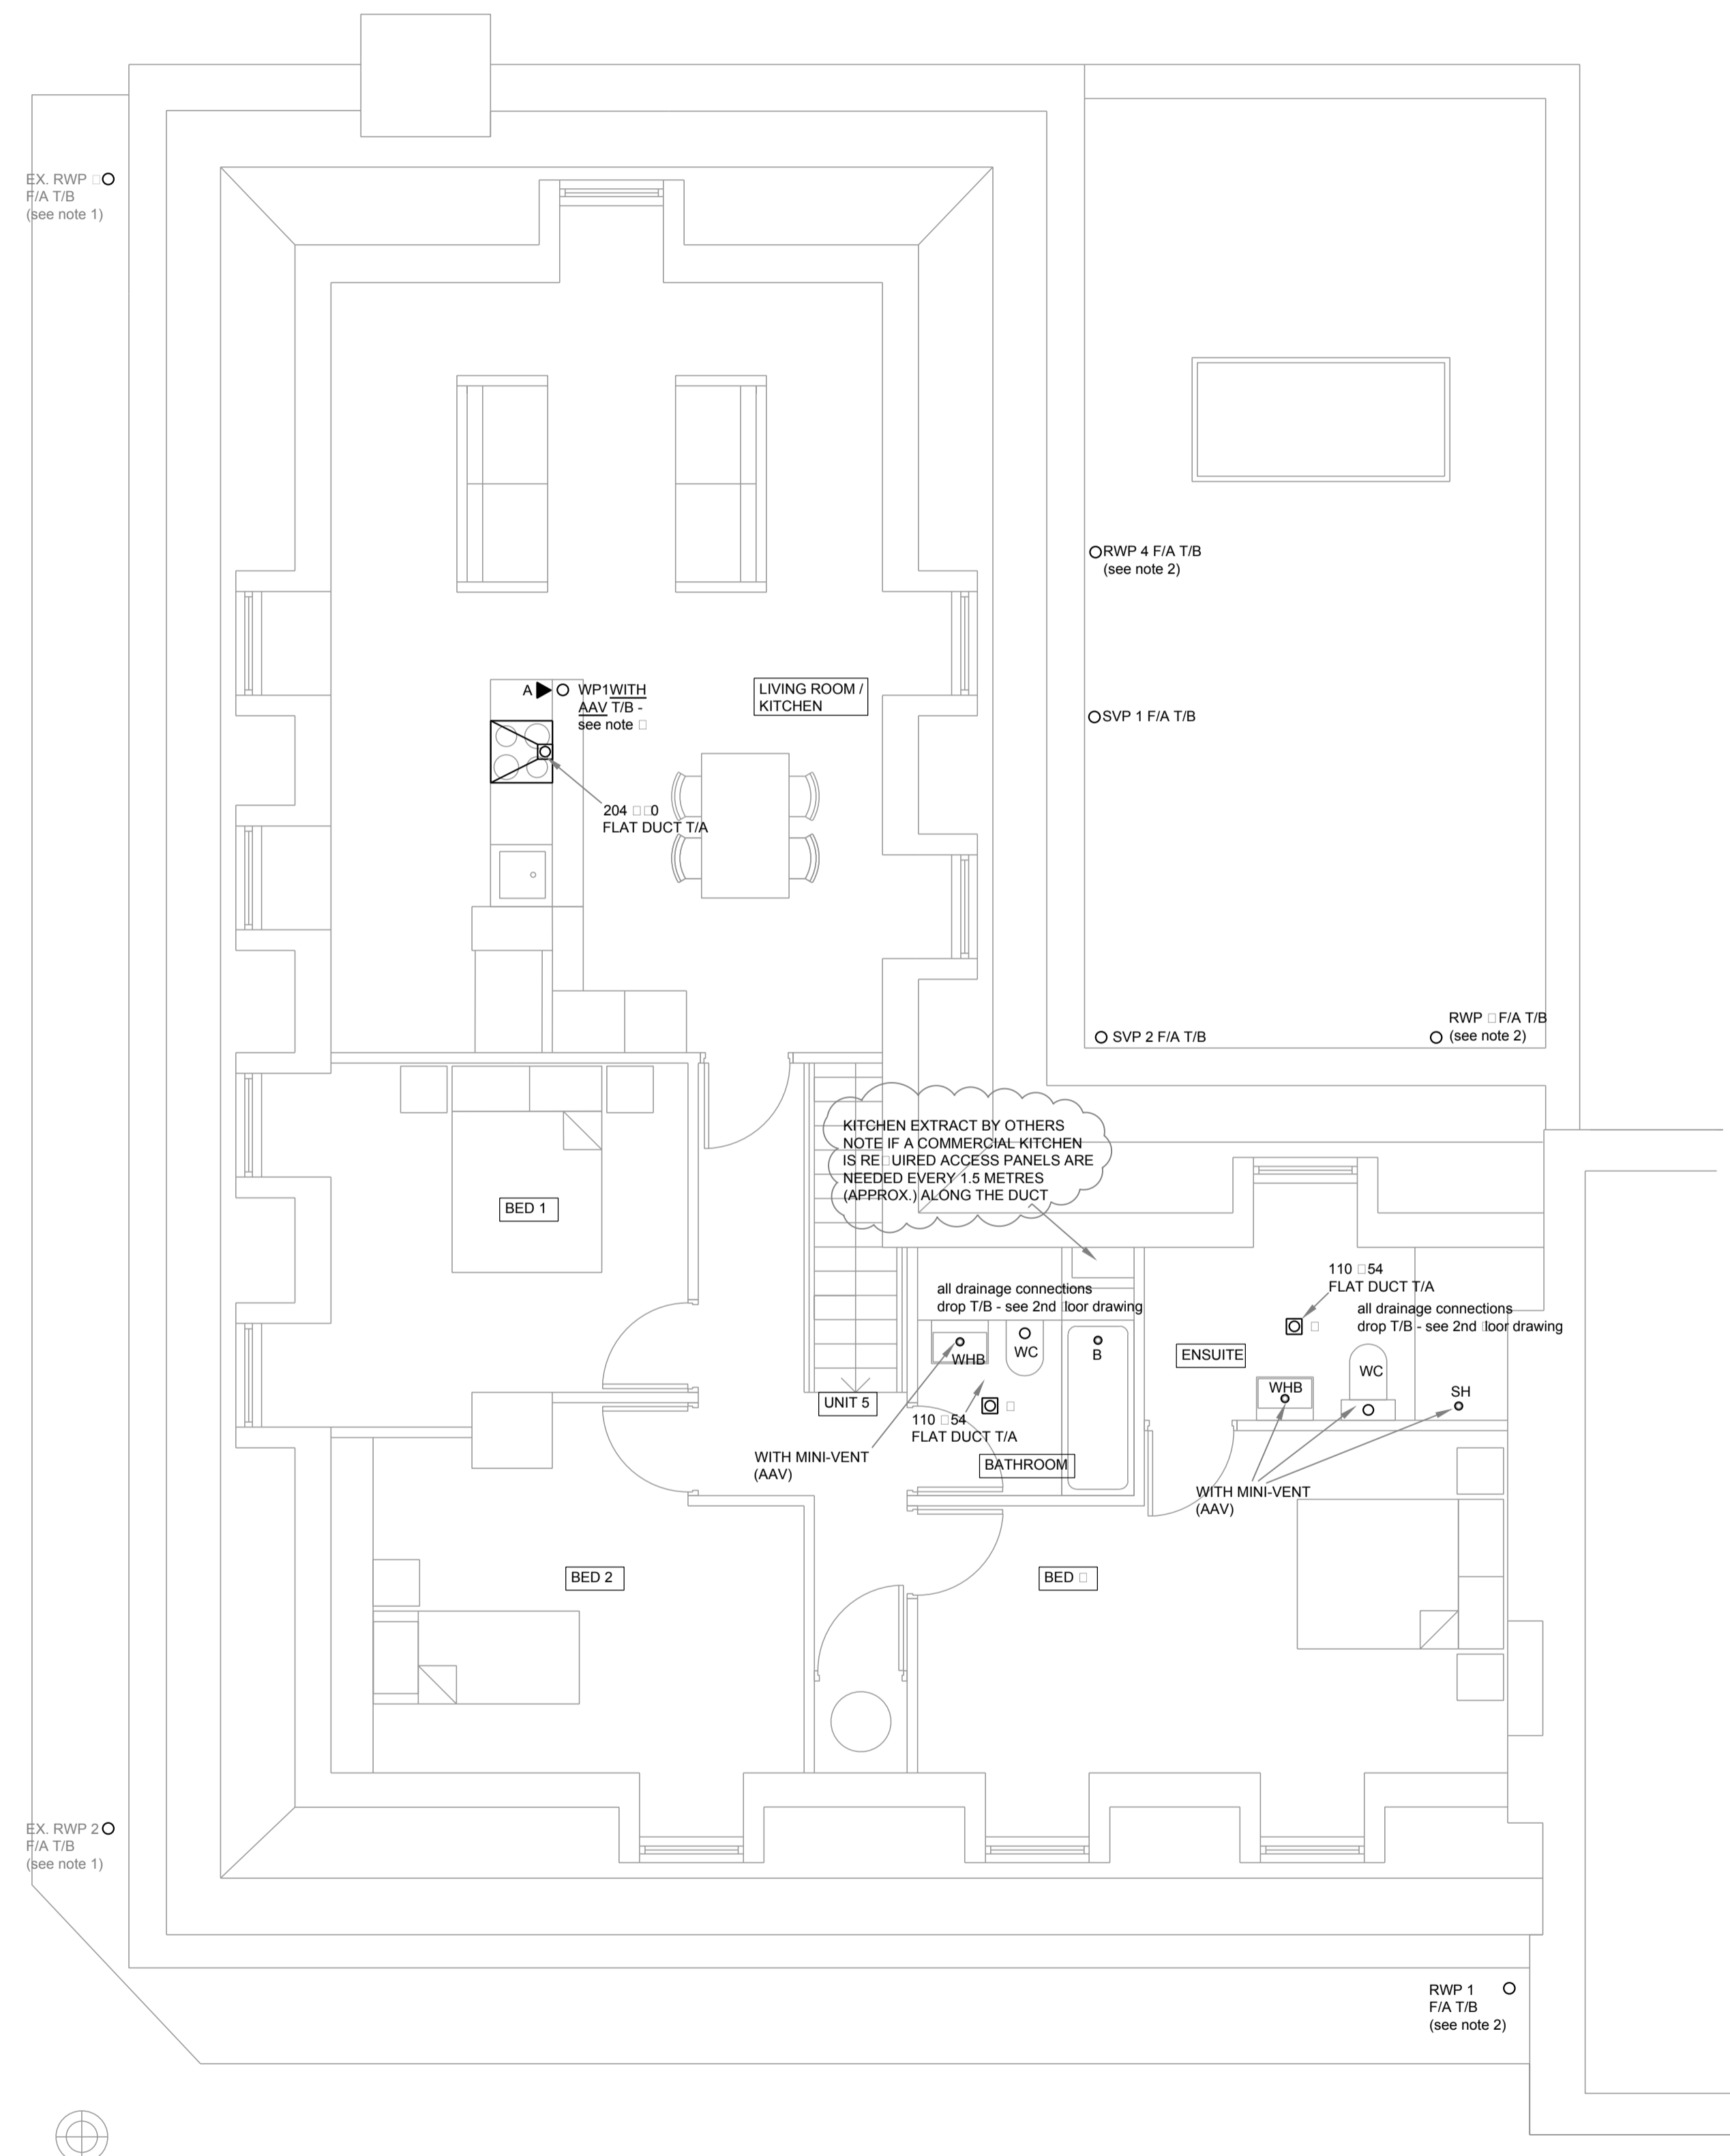 EX. RWP □
F/A T/B
(see note 1)
RWP 4 F/A T/B
(see note 2)
SVP 1 F/A T/B
A
WP1WITH
AAV T/B -
see note □
LIVING ROOM /
KITCHEN
204 □ □0
FLAT DUCT T/A
SVP 2 F/A T/B
RWP □ F/A T/B
(see note 2)
KITCHEN EXTRACT BY OTHERS
NOTE IF A COMMERCIAL KITCHEN
IS RE□UIRED ACCESS PANELS ARE
NEEDED EVERY 1.5 METRES
(APPROX.) ALONG THE DUCT
BED 1
all drainage connections
drop T/B - see 2nd □loor drawing
110 □54
FLAT DUCT T/A
□
all drainage connections
drop T/B - see 2nd □loor drawing
WHB
WC
B
ENSUITE
WC
WHB
SH
UNIT 5
110 □54
FLAT DUCT T/A
□
WITH MINI-VENT
(AAV)
BATHROOM
WITH MINI-VENT
(AAV)
BED 2
BED □
EX. RWP 2
F/A T/B
(see note 1)
RWP 1
F/A T/B
(see note 2)